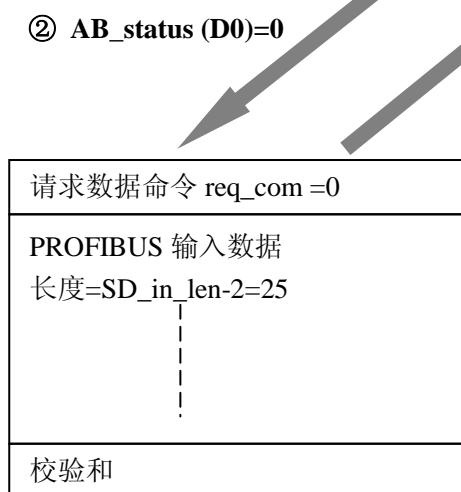 ② AB_status (D0)=0
请求数据命令 req_com =0
PROFIBUS 输入数据
长度=SD_in_len-2=25
校验和